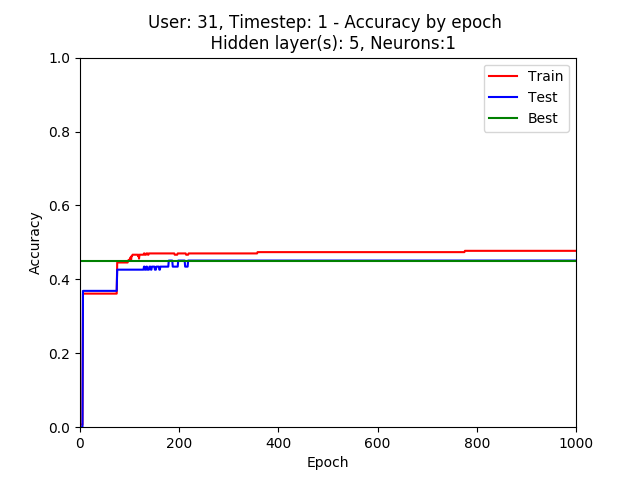 User: 31, Timestep: 1 - Accuracy by epoch
Hidden layer(s): 5, Neurons:1
1.0
0.8
0.6
0.4
0.2
0.0
Accuracy
Train
Test
Best
0 200 400 600 800 1000
Epoch